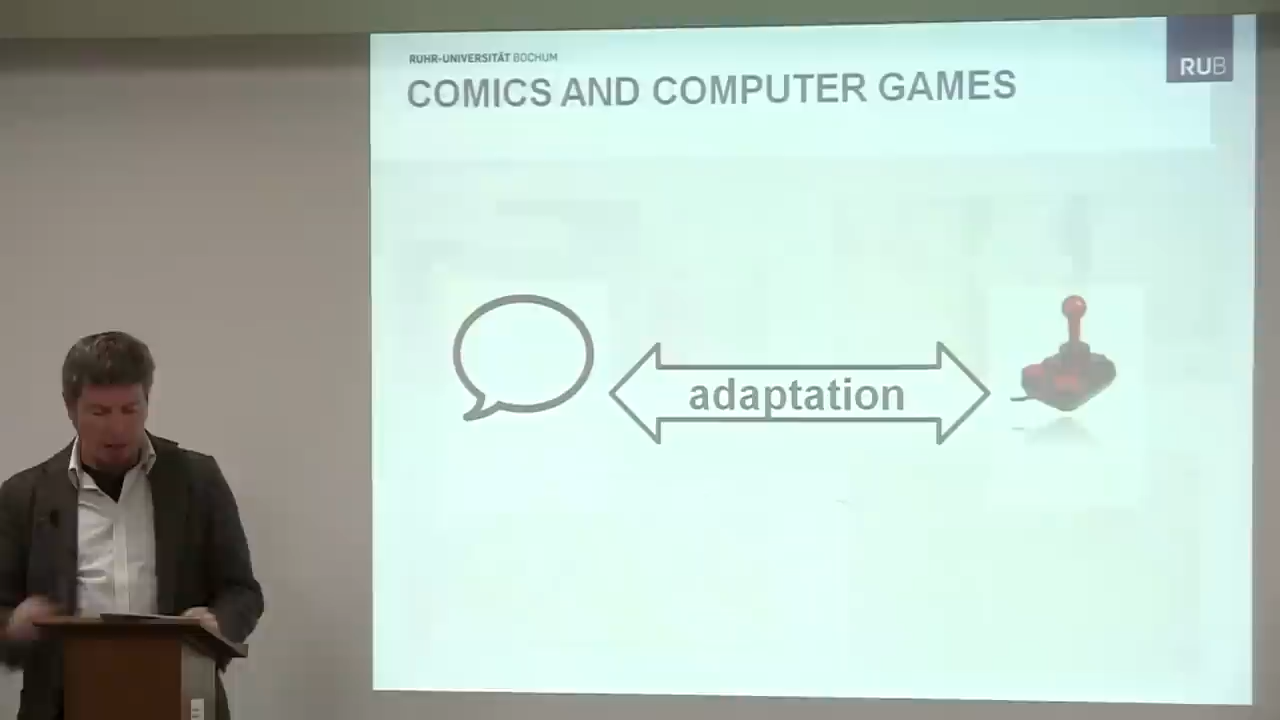 RUHR-UNIVERSITÄT BOCHUM
RUB
COMICS AND COMPUTER GAMES
adaptation